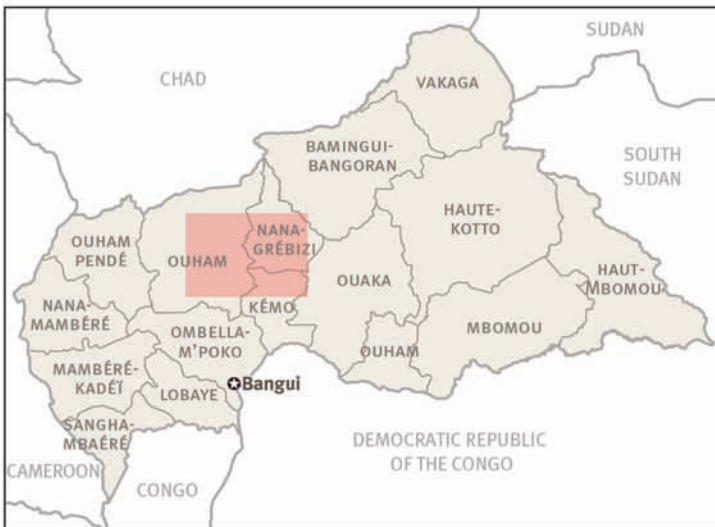 SUDAN
CHAD
VAKAGA
BAMINGUI-
BANGORAN
SOUTH
SUDAN
HAUTE-
KOTTO
NANA-
GRÉBIZI
OUHAM
PENDÉ
OUHAM
OUAKA
HAUT-
MBOMOU
NANA-
MAMBÉRÉ
KÉMO
OMBELLA-
M'POKO
MBOMOU
OUHAM
MAMBÉRÉ-
KADÉÏ
LOBAYE
Bangui
SANGHA-
MBAÉRÉ
DEMOCRATIC REPUBLIC
OF THE CONGO
CAMEROON
CONGO